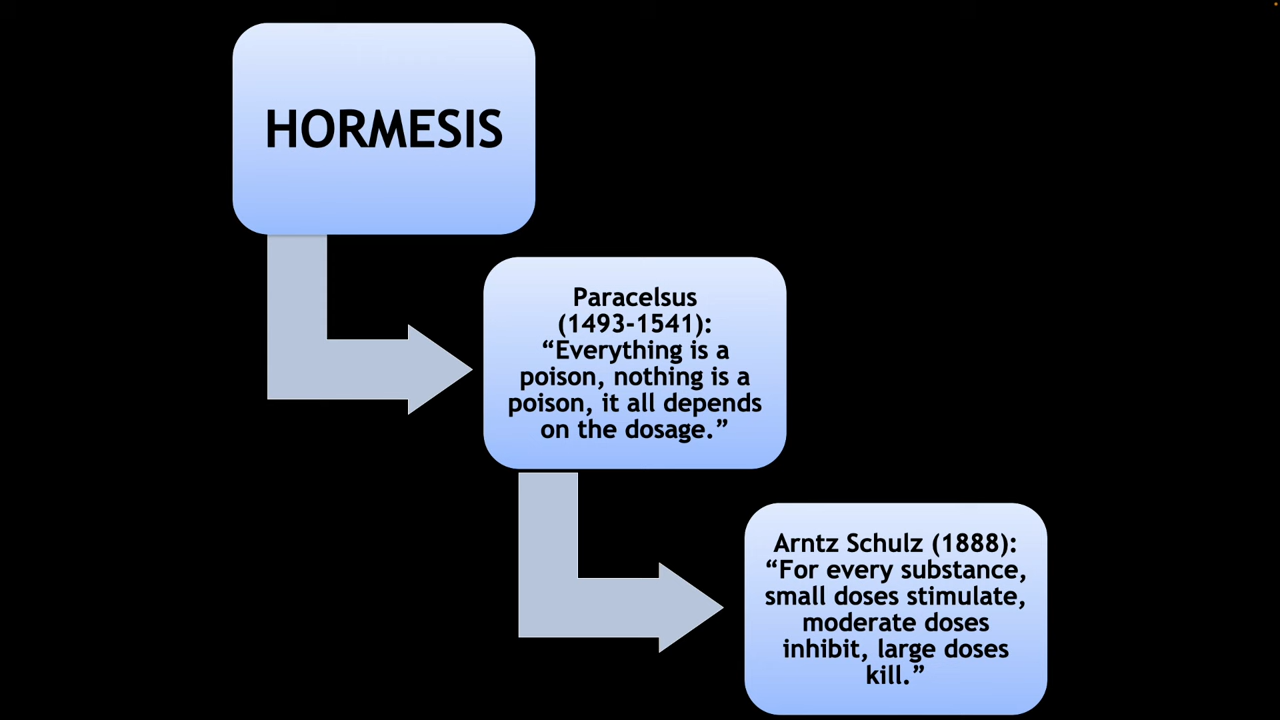 HORMESIS
Paracelsus
(1493-1541):
“Everything is a
poison, nothing is a
poison, it all depends
on the dosage.”
Arntz Schulz (1888):
“For every substance,
small doses stimulate,
moderate doses
inhibit, large doses
kill.”